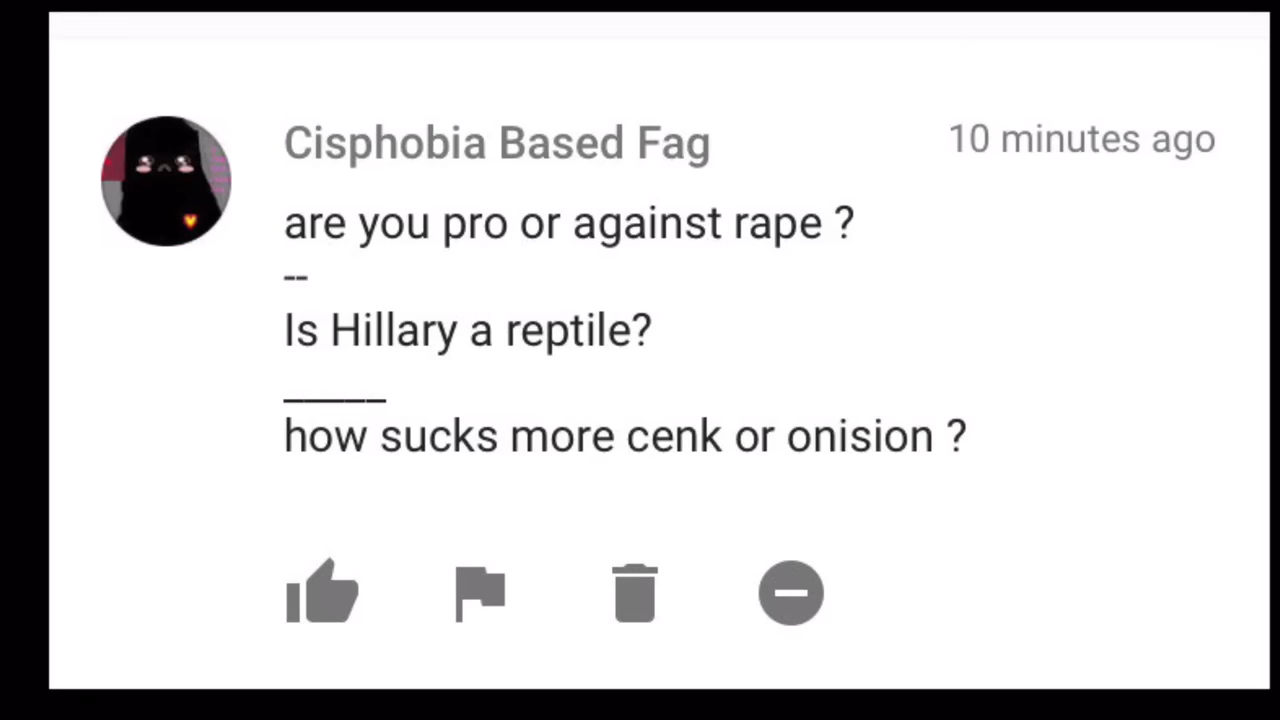 Cisphobia Based Fag
10 minutes ago
are you pro or against rape ?
--
Is Hillary a reptile?
_____
how sucks more cenk or onision ?